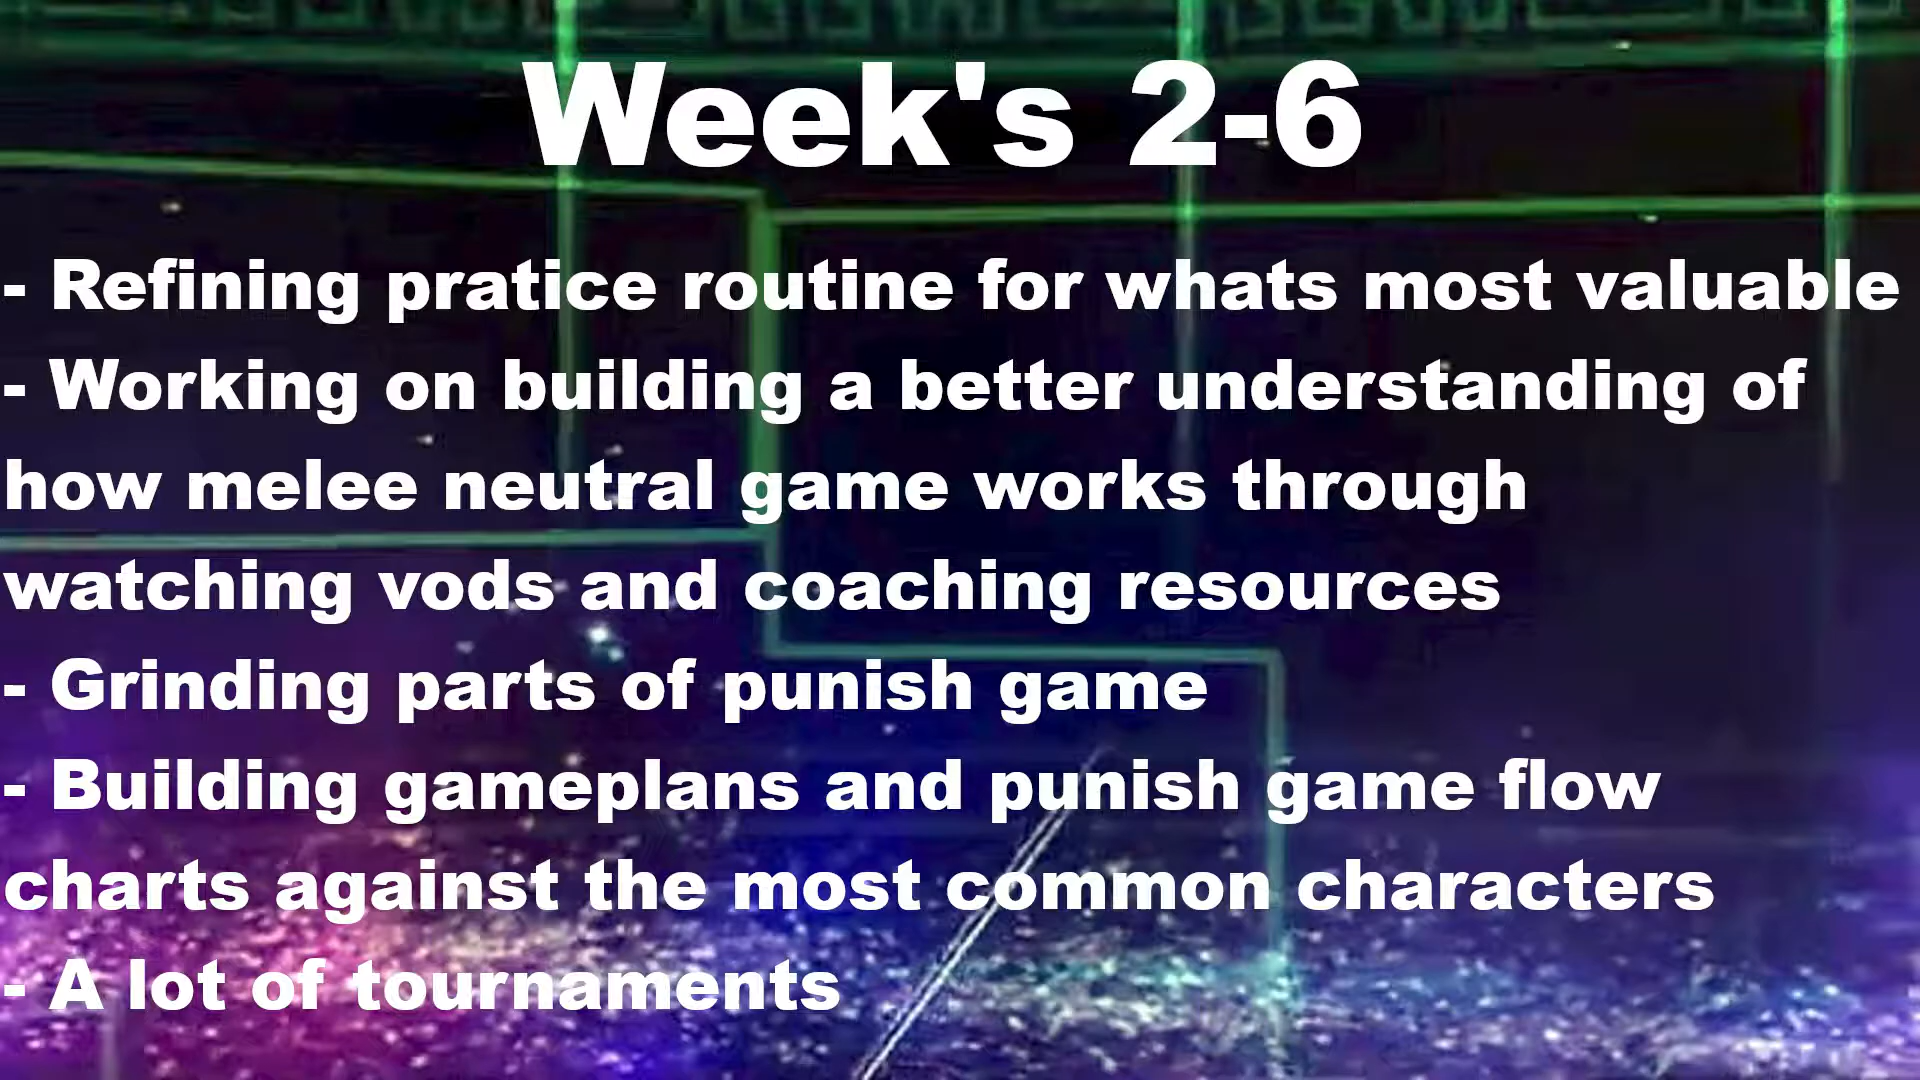 Week's 2-6
- Refining pratice routine for whats most valuable
- Working on building a better understanding of
how melee neutral game works through
watching vods and coaching resources
- Grinding parts of punish game
- Building gameplans and punish game flow
charts against the most common characters
- A lot of tournaments